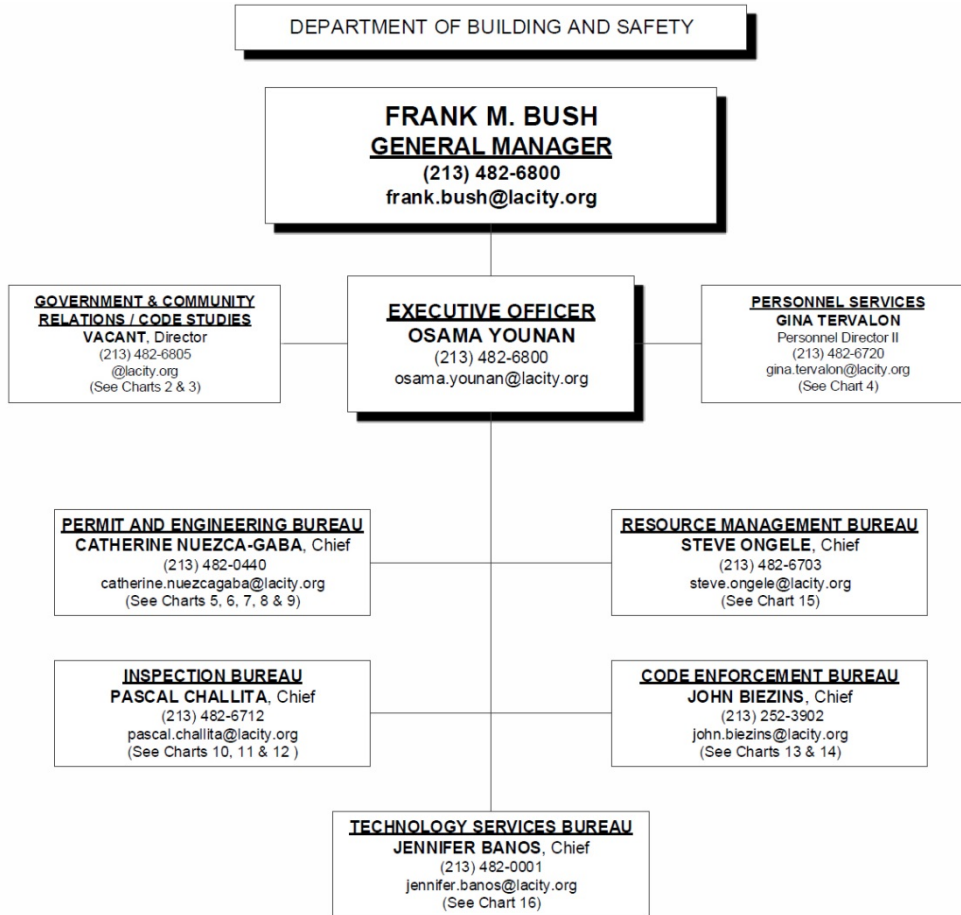 DEPARTMENT OF BUILDING AND SAFETY
FRANK M. BUSH
GENERAL MANAGER
(213) 482-6800
frank.bush@lacity.org
GOVERNMENT & COMMUNITY
RELATIONS / CODE STUDIES
VACANT, Director
(213) 482-6805
@lacity.org
(See Charts 2 & 3)
EXECUTIVE OFFICER
OSAMA YOUNAN
(213) 482-6800
osama.younan@lacity.org
PERSONNEL SERVICES
GINA TERVALON
Personnel Director II
(213) 482-6720
gina.tervalon@lacity.org
(See Chart 4)
PERMIT AND ENGINEERING BUREAU
CATHERINE NUEZCA-GABA, Chief
(213) 482-0440
catherine.nuezcagaba@lacity.org
(See Charts 5, 6, 7, 8 & 9)
RESOURCE MANAGEMENT BUREAU
STEVE ONGELE, Chief
(213) 482-6703
steve.ongele@lacity.org
(See Chart 15)
INSPECTION BUREAU
PASCAL CHALLITA, Chief
(213) 482-6712
pascal.challita@lacity.org
(See Charts 10, 11 & 12 )
CODE ENFORCEMENT BUREAU
JOHN BIEZINS, Chief
(213) 252-3902
john.biezins@lacity.org
(See Charts 13 & 14)
TECHNOLOGY SERVICES BUREAU
JENNIFER BANOS, Chief
(213) 482-0001
jennifer.banos@lacity.org
(See Chart 16)